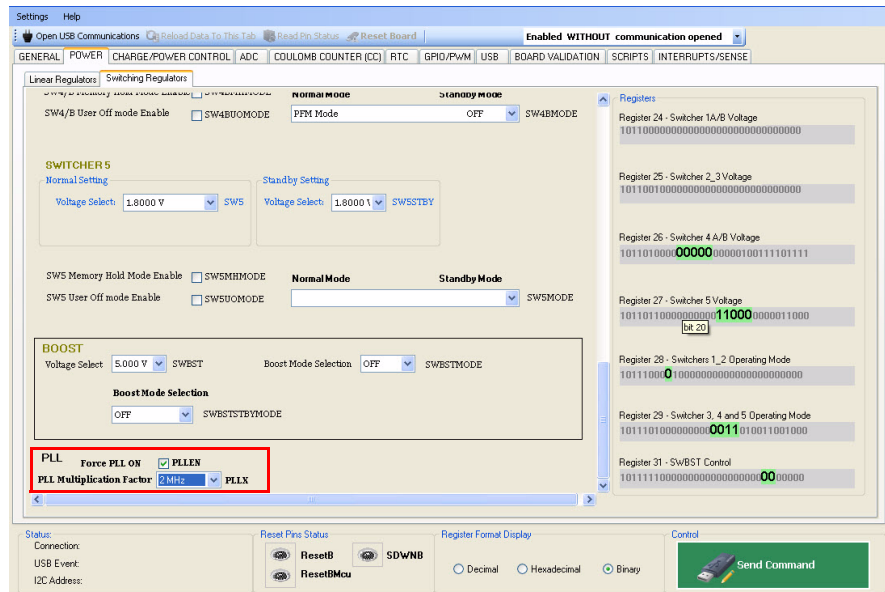 Settings Help
Open USB Communications Reload Data To This Tab Read Pin Status Reset Board Enabled WITHOUT communication opened
GENERAL POWER CHARGE/POWER CONTROL ADC COULOMB COUNTER (CC) RTC GPIO/PWM USB BOARD VALIDATION SCRIPTS INTERRUPTS/SENSE
Linear Regulators Switching Regulators
SW4/B Memory Hold Mode Enable SW4BMHMODE Normal Mode Standby Mode
SW4/B User Off mode Enable SW4BUOMODE PFM Mode OFF SW4BMODE
SWITCHER 5
Normal Setting Standby Setting
Voltage Select: 1.8000 V SW5 Voltage Select: 1.8000 V SW5STBY
SW5 Memory Hold Mode Enable SW5MHMODE Normal Mode Standby Mode
SW5 User Off mode Enable SW5UOMODE SW5MODE
BOOST
Voltage Select 5.000 V SWBST Boost Mode Selection OFF SWBSTMODE
Boost Mode Selection
OFF SWBSTSTBYMODE
PLL Force PLL ON PLLEN
PLL Multiplication Factor 2 MHz PLLX
Registers
Register 24 - Switcher 1A/B Voltage
Register 25 - Switcher 2_3 Voltage
Register 26 - Switcher 4 A/B Voltage
Register 27 - Switcher 5 Voltage
bit 20
Register 28 - Switchers 1_2 Operating Mode
Register 29 - Switcher 3, 4 and 5 Operating Mode
Register 31 - SWBST Control
Status:
Connection:
USB Event:
I2C Address:
Reset Pins Status
ResetB SDWNB
ResetBMcu
Register Format Display
Decimal Hexadecimal Binary
Control
Send Command